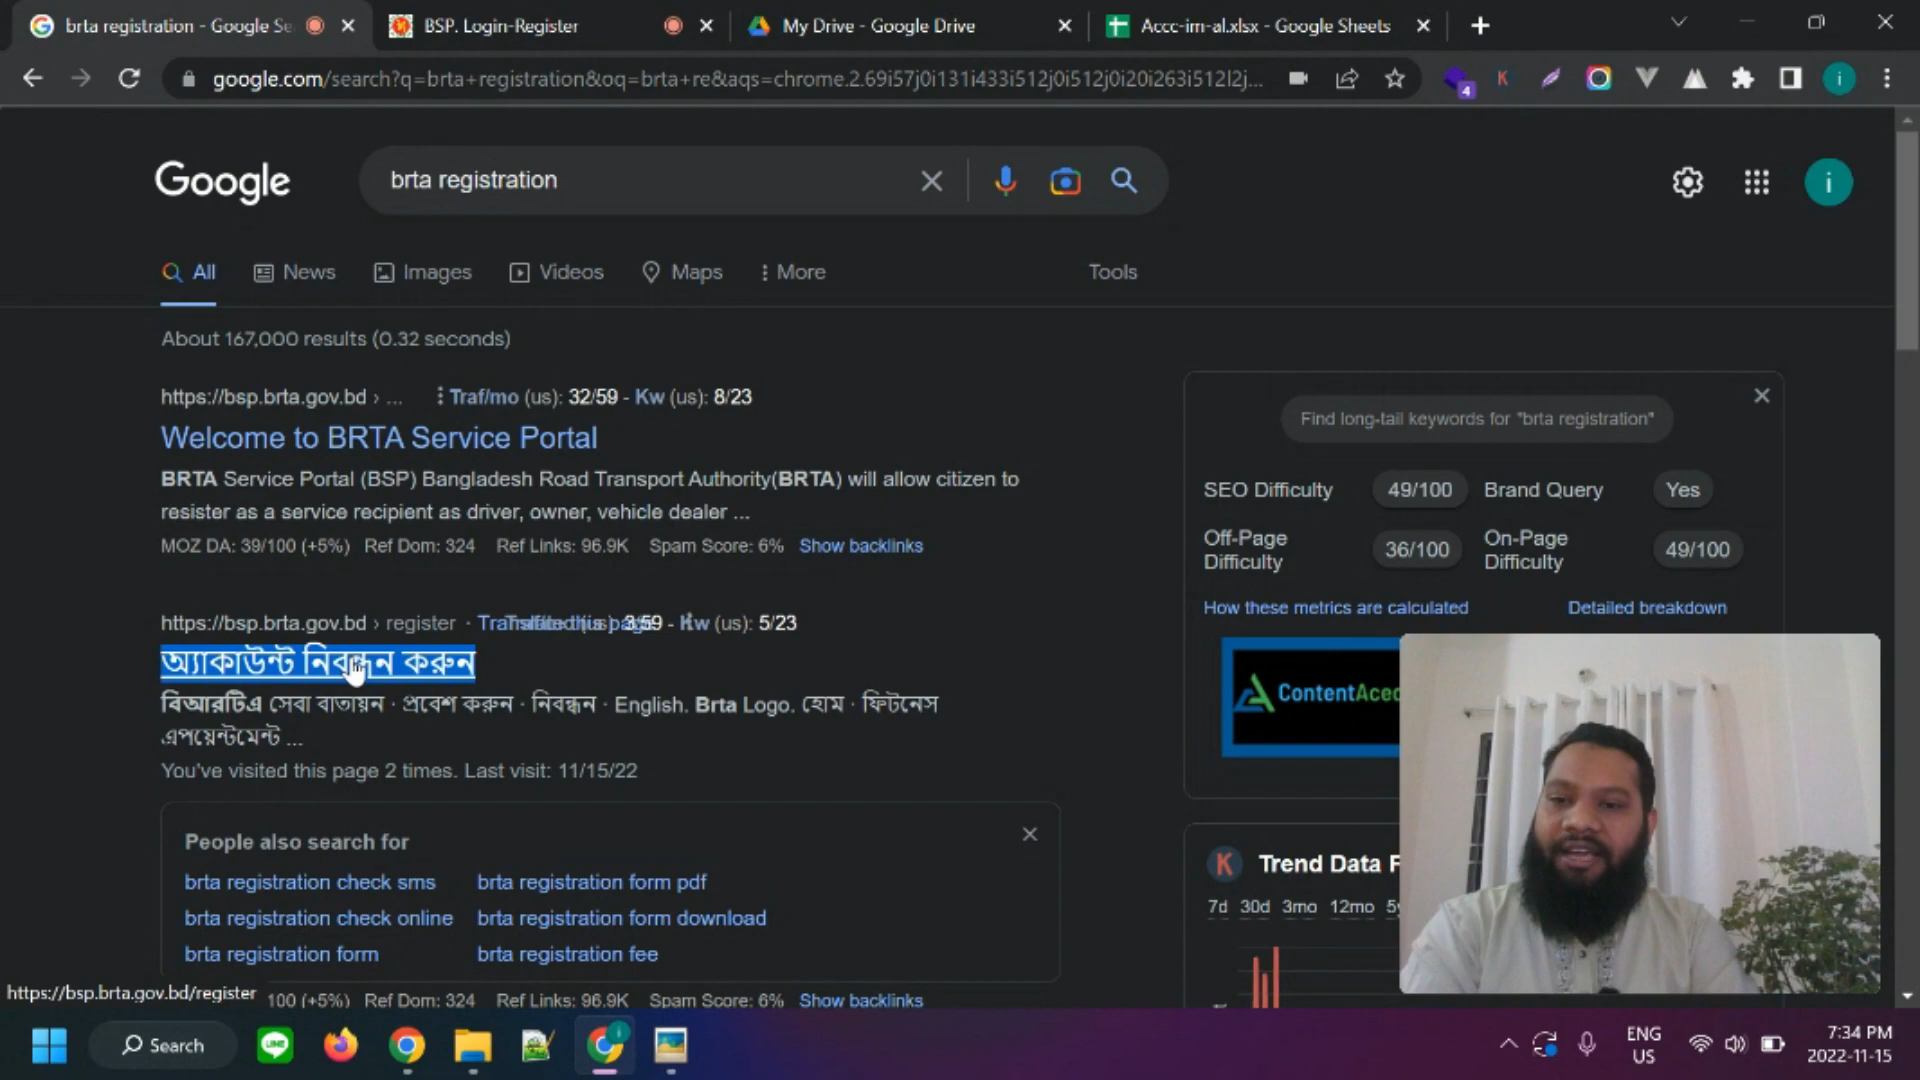 brta registration - Google Se
BSP. Login-Register
My Drive - Google Drive
Accc-im-al.xlsx - Google Sheets
google.com/search?q=brta+registration&oq=brta+re&aqs=chrome.2.69i57j0i131i433i512j0i512j0i20i263i512l2j...
4
K
i
Google
brta registration
i
All
News
Images
Videos
Maps
More
Tools
About 167,000 results (0.32 seconds)
https://bsp.brta.gov.bd › ...
Traf/mo (us): 32/59 - Kw (us): 8/23
Welcome to BRTA Service Portal
BRTA Service Portal (BSP) Bangladesh Road Transport Authority(BRTA) will allow citizen to
resister as a service recipient as driver, owner, vehicle dealer ...
MOZ DA: 39/100 (+5%) Ref Dom: 324 Ref Links: 96.9K Spam Score: 6% Show backlinks
https://bsp.brta.gov.bd › register · - Kw (us): 5/23
অ্যাকাউন্ট নিবন্ধন করুন
বিআরটিএ সেবা বাতায়ন · প্রবেশ করুন · নিবন্ধন · English. Brta Logo. হোম · ফিটনেস
এপয়েন্টমেন্ট ...
You've visited this page 2 times. Last visit: 11/15/22
People also search for
brta registration check sms
brta registration form pdf
brta registration check online
brta registration form download
brta registration form
brta registration fee
https://bsp.brta.gov.bd/register
100 (+5%) Ref Dom: 324 Ref Links: 96.9K Spam Score: 6% Show backlinks
Find long-tail keywords for "brta registration"
SEO Difficulty 49/100 Brand Query Yes
Off-Page Difficulty 36/100 On-Page Difficulty 49/100
How these metrics are calculated
Detailed breakdown
ContentAced
K Trend Data F
7d 30d 3mo 12mo 5y
Search
LINE
i
ENG
US
7:34 PM
2022-11-15